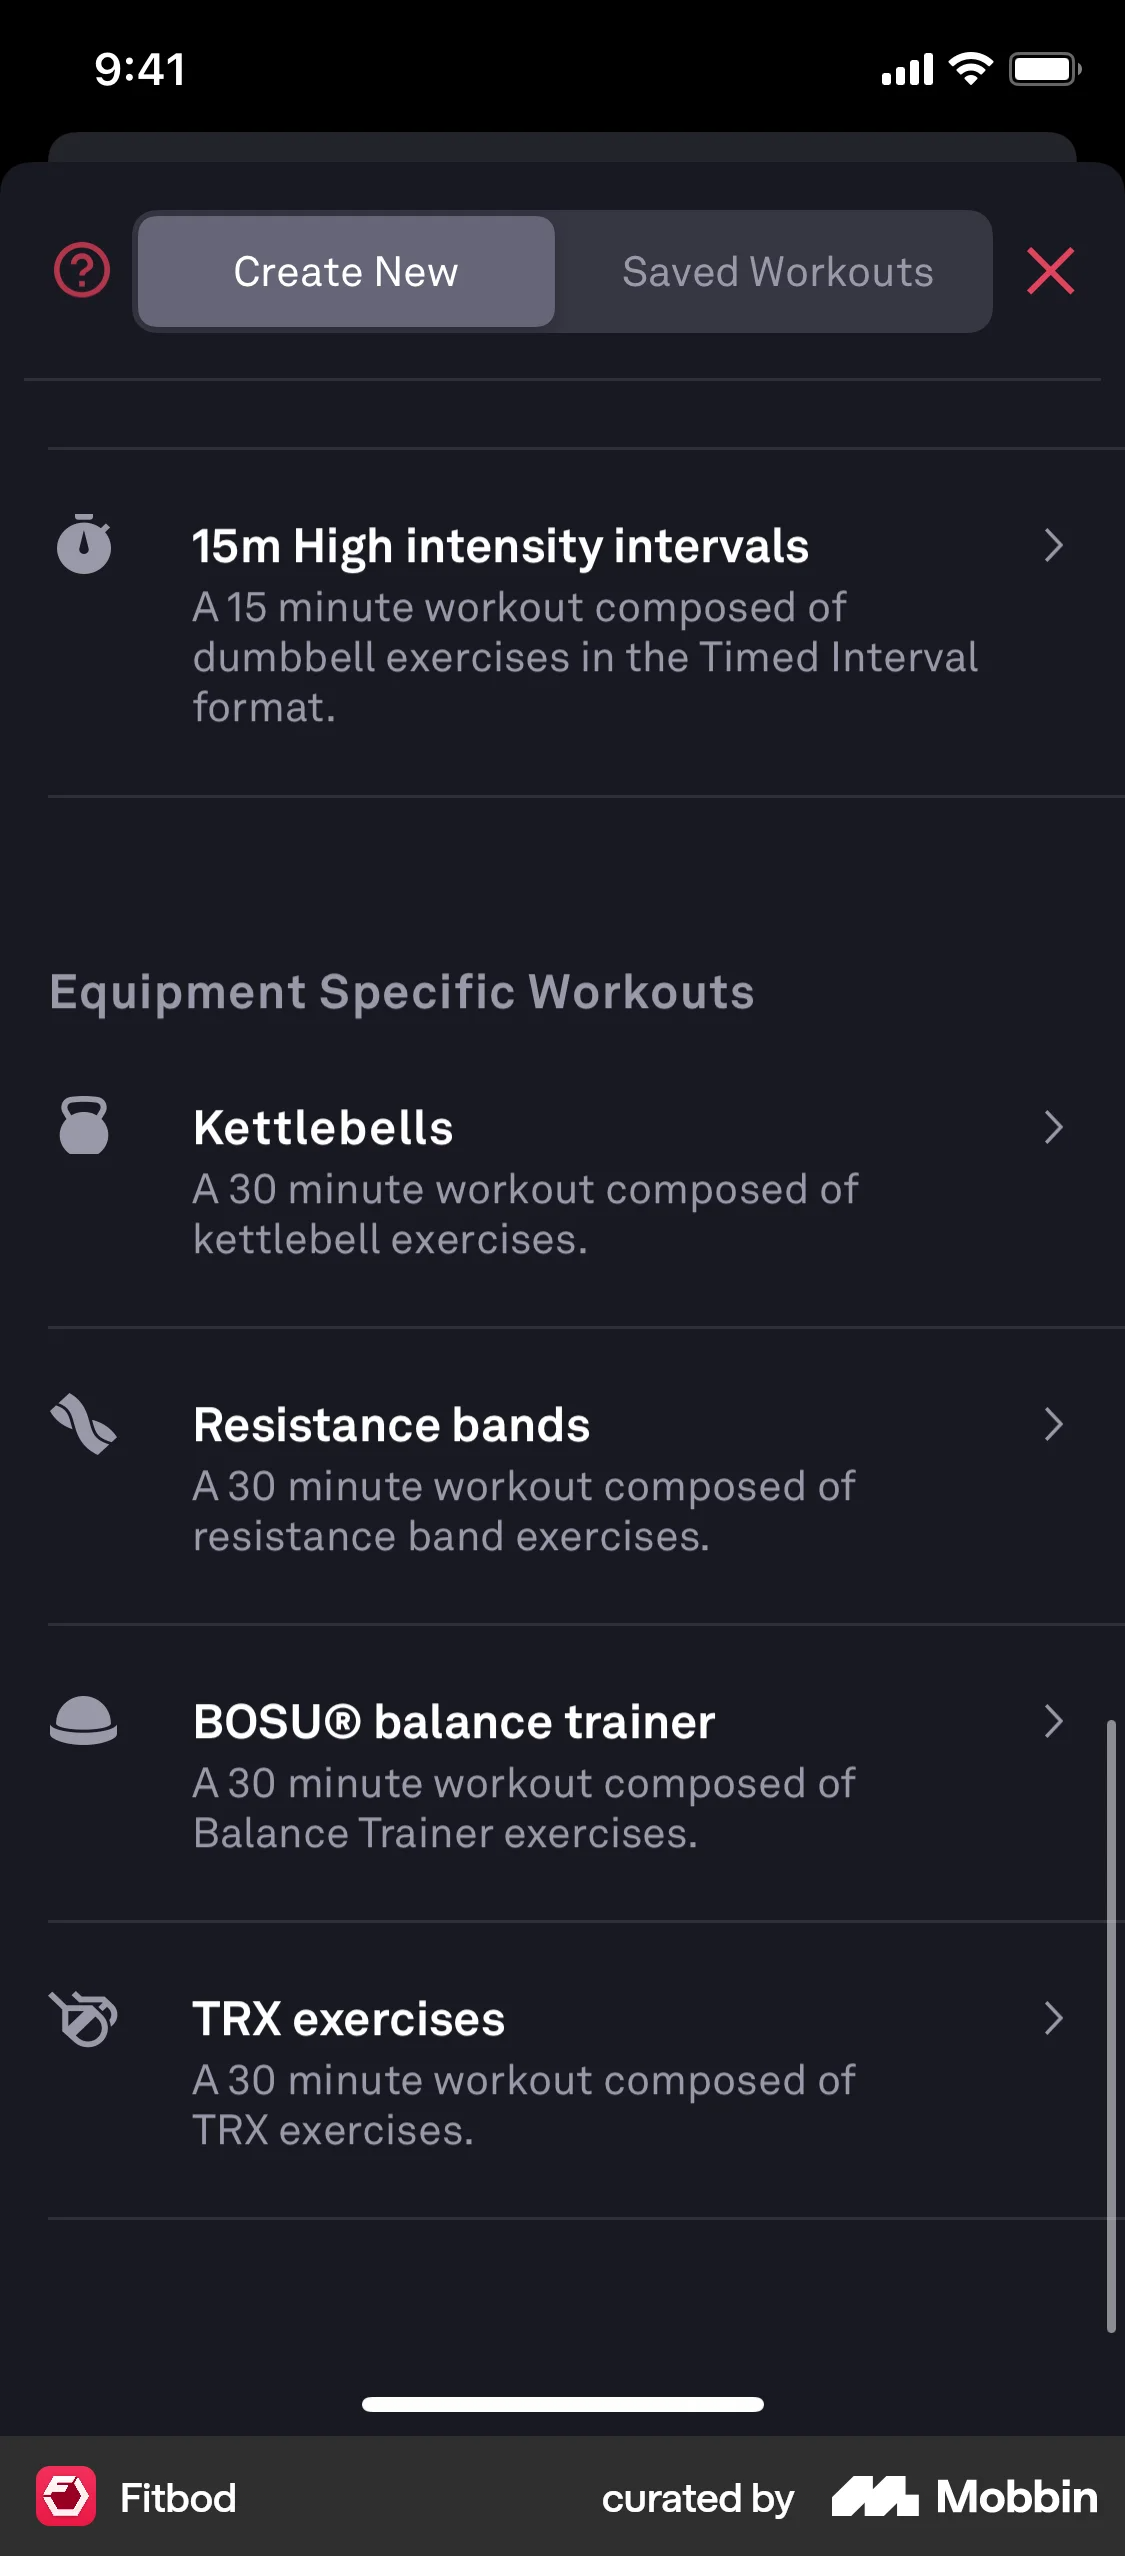 9:41
Create New
Saved Workouts
15m High intensity intervals
A 15 minute workout composed of
dumbbell exercises in the Timed Interval
format.
Equipment Specific Workouts
Kettlebells
A 30 minute workout composed of
kettlebell exercises.
Resistance bands
A 30 minute workout composed of
resistance band exercises.
BOSU® balance trainer
A 30 minute workout composed of
Balance Trainer exercises.
TRX exercises
A 30 minute workout composed of
TRX exercises.
Fitbod
curated by Mobbin